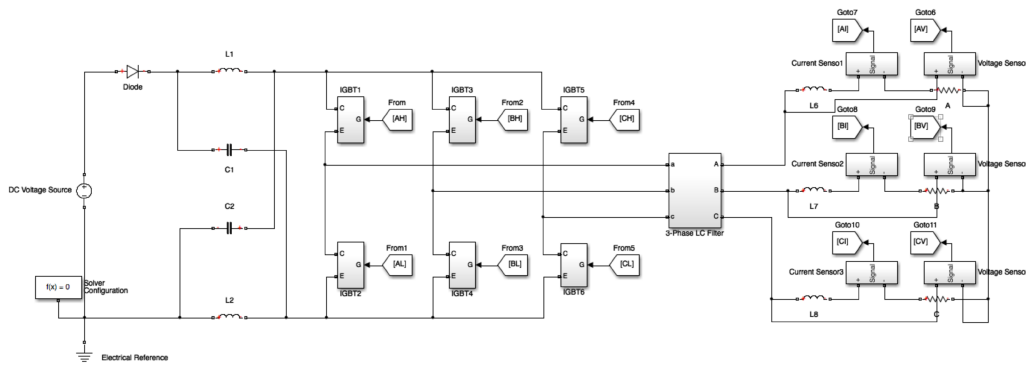 Goto7
[AI]
Goto6
[AV]
L1
Current Senso1
Signal
+ -
Signal
+ -
Voltage Senso
Diode
IGBT1
C
G
E
From
[AH]
IGBT3
C
G
E
From2
[BH]
IGBT5
C
G
E
From4
[CH]
L6
A
Goto8
[BI]
Goto9
[BV]
C1
a
b
c
A
B
C
3-Phase LC Filter
Current Senso2
Signal
+ -
Signal
+ -
Voltage Senso
DC Voltage Source
C2
L7
B
Goto10
[CI]
Goto11
[CV]
IGBT2
C
G
E
From1
[AL]
IGBT4
C
G
E
From3
[BL]
IGBT6
C
G
E
From5
[CL]
Current Sensor3
Signal
+ -
Signal
+ -
Voltage Senso
f(x) = 0
Solver
Configuration
L2
L8
C
Electrical Reference